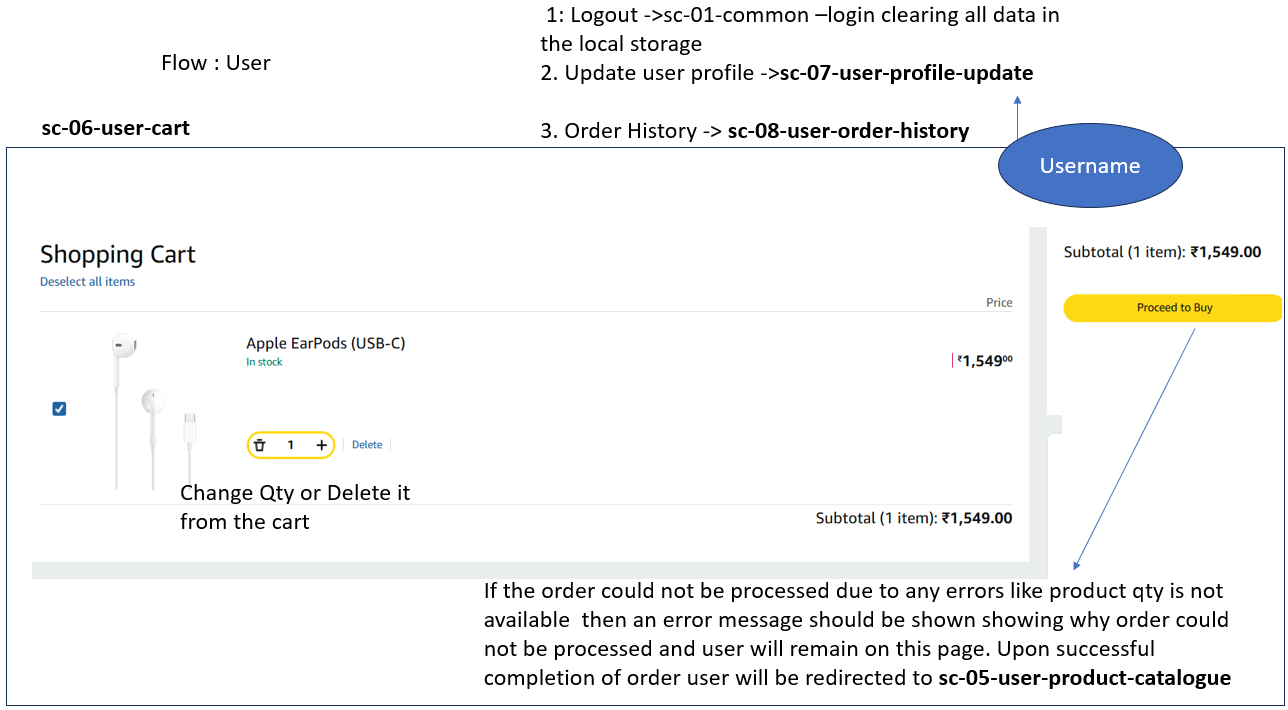 1: Logout ->sc-01-common –login clearing all data in
the local storage
Flow : User
2. Update user profile ->sc-07-user-profile-update
sc-06-user-cart
3. Order History -> sc-08-user-order-history
Username
Shopping Cart
Deselect all items
Price
Subtotal (1 item): ₹1,549.00
Proceed to Buy
Apple EarPods (USB-C)
In stock
₹1,549⁰⁰
1 + Delete
Change Qty or Delete it
from the cart
Subtotal (1 item): ₹1,549.00
If the order could not be processed due to any errors like product qty is not
available then an error message should be shown showing why order could
not be processed and user will remain on this page. Upon successful
completion of order user will be redirected to sc-05-user-product-catalogue